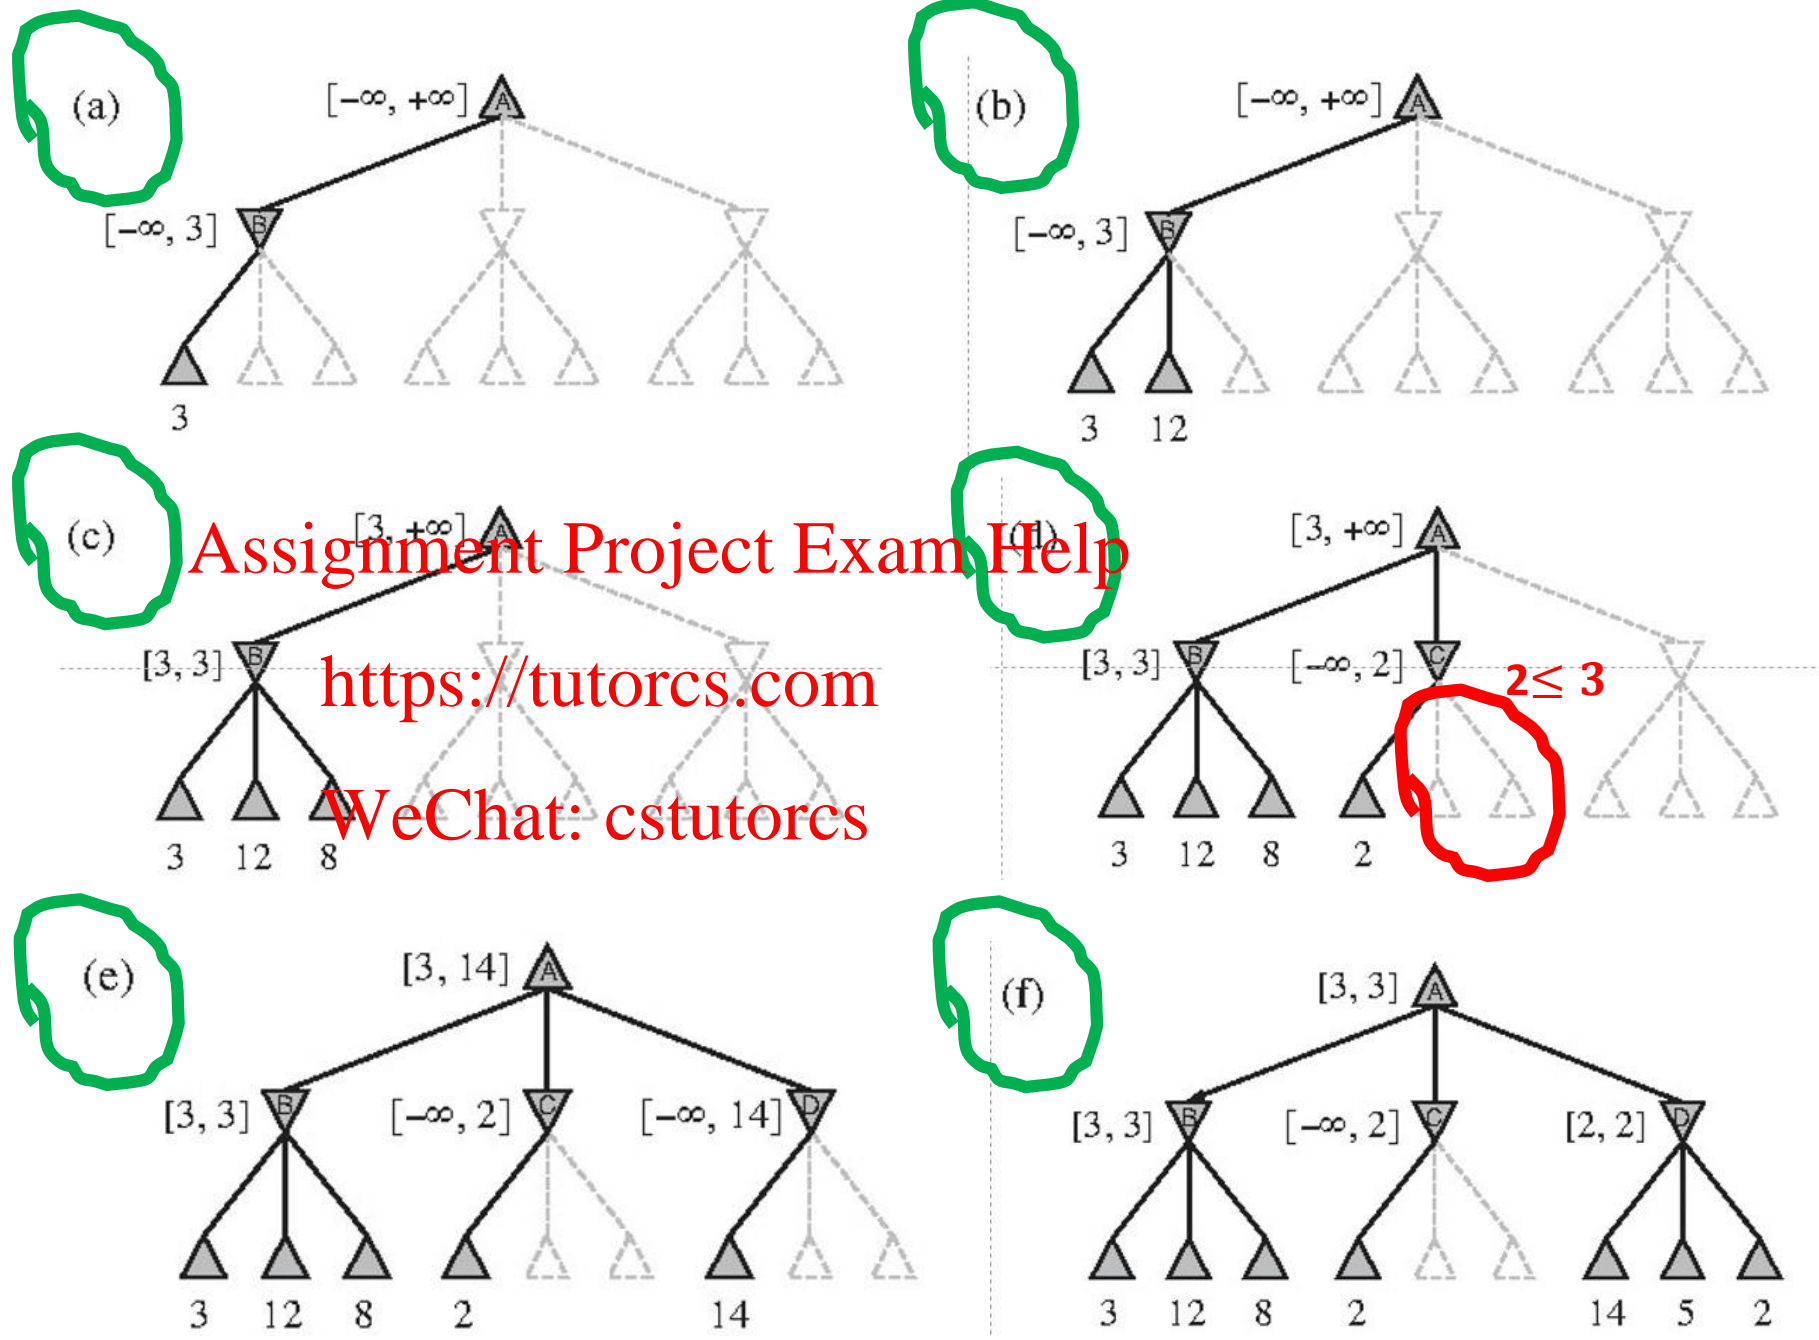 (a)
[−∞, +∞] A
[−∞, 3] B
3
(b)
[−∞, +∞] A
[−∞, 3] B
3 12
(c)
[3, +∞] A
[3, 3] B
3 12 8
(d)
[3, +∞] A
[3, 3] B [−∞, 2] C
2≤ 3
3 12 8 2
Assignment Project Exam Help
https://tutorcs.com
WeChat: cstutorcs
(e)
[3, 14] A
[3, 3] B [−∞, 2] C [−∞, 14] D
3 12 8 2 14
(f)
[3, 3] A
[3, 3] B [−∞, 2] C [2, 2] D
3 12 8 2 14 5 2